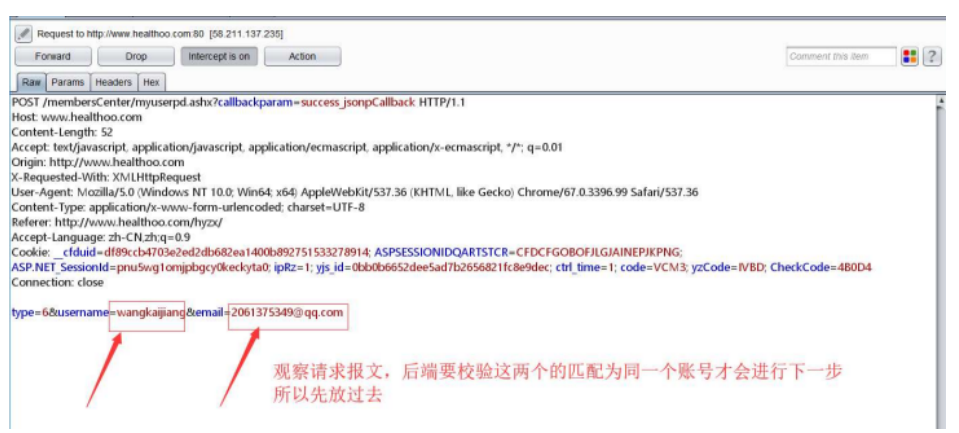 Request to http://www.healthoo.com:80 [58.211.137.235]
Forward Drop Intercept is on Action Comment this item ?
Raw Params Headers Hex
POST /membersCenter/myuserpd.ashx?callbackparam=success_jsonpCallback HTTP/1.1
Host: www.healthoo.com
Content-Length: 52
Accept: text/javascript, application/javascript, application/ecmascript, application/x-ecmascript, */*; q=0.01
Origin: http://www.healthoo.com
X-Requested-With: XMLHttpRequest
User-Agent: Mozilla/5.0 (Windows NT 10.0; Win64; x64) AppleWebKit/537.36 (KHTML, like Gecko) Chrome/67.0.3396.99 Safari/537.36
Content-Type: application/x-www-form-urlencoded; charset=UTF-8
Referer: http://www.healthoo.com/hyzx/
Accept-Language: zh-CN,zh;q=0.9
Cookie: __cfduid=df89ccb4703e2ed2db682ea1400b892751533278914; ASPSESSIONIDQARTSTCR=CFDCFGOBOFJLGJAINEPJKPNG;
ASP.NET_SessionId=pnu5wg1omjpbgcy0keckyta0; ipRz=1; yjs_id=0bb0b6652dee5ad7b2656821fc8e9dec; ctrl_time=1; code=VCM3; yzCode=IVBD; CheckCode=4B0D4
Connection: close
type=6&username=wangkaijiang&email=2061375349@qq.com
观察请求报文，后端要校验这两个的匹配为同一个账号才会进行下一步
所以先放过去